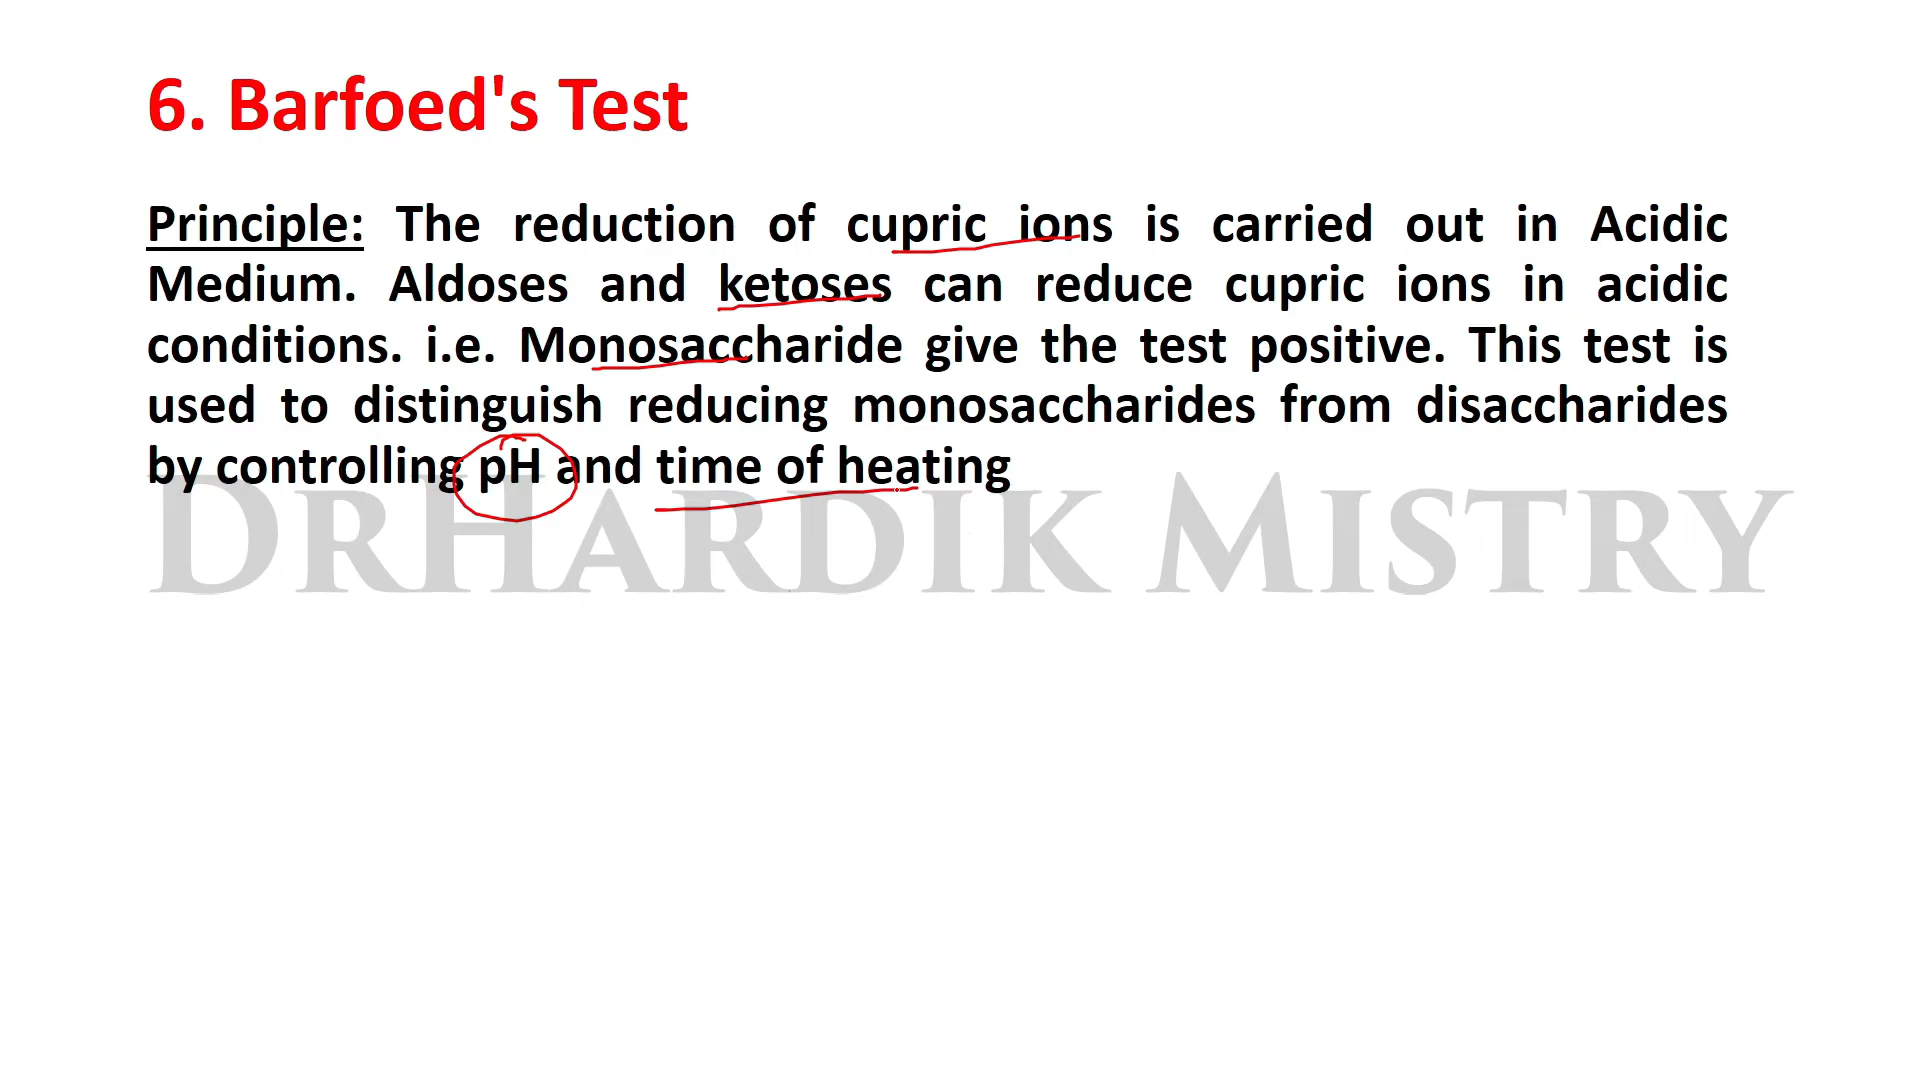 6. Barfoed's Test
Principle: The reduction of cupric ions is carried out in Acidic
Medium. Aldoses and ketoses can reduce cupric ions in acidic
conditions. i.e. Monosaccharide give the test positive. This test is
used to distinguish reducing monosaccharides from disaccharides
by controlling pH and time of heating
DRHARDIK MISTRY